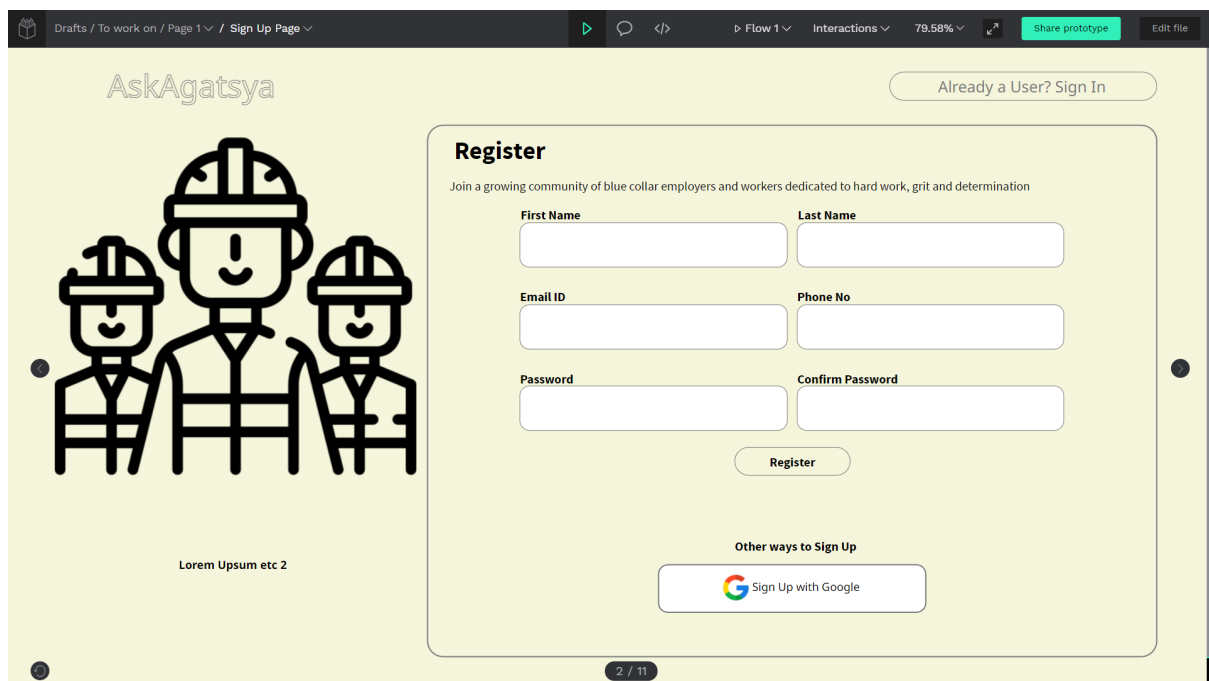 Drafts / To work on / Page 1 / Sign Up Page
Flow 1 Interactions 79.58% Share prototype Edit file
AskAgatsya
Already a User? Sign In
Register
Join a growing community of blue collar employers and workers dedicated to hard work, grit and determination
First Name Last Name
Email ID Phone No
Password Confirm Password
Register
Other ways to Sign Up
Lorem Upsum etc 2
Sign Up with Google
2 / 11